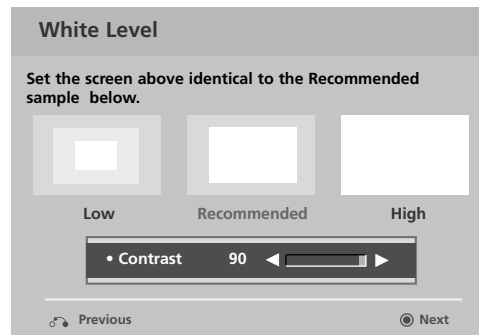 White Level
Set the screen above identical to the Recommended
sample below.
Low Recommended High
• Contrast 90
Previous Next